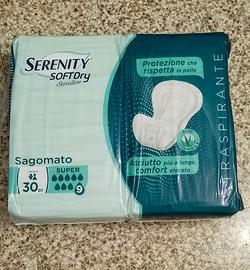 SERENITY
SOFTDRY
Sensitive
Protezione che
rispetta la pelle
TRASPIRANTE
Asciutto più a lungo,
comfort elevato
Sagomato
30
SUPER
9